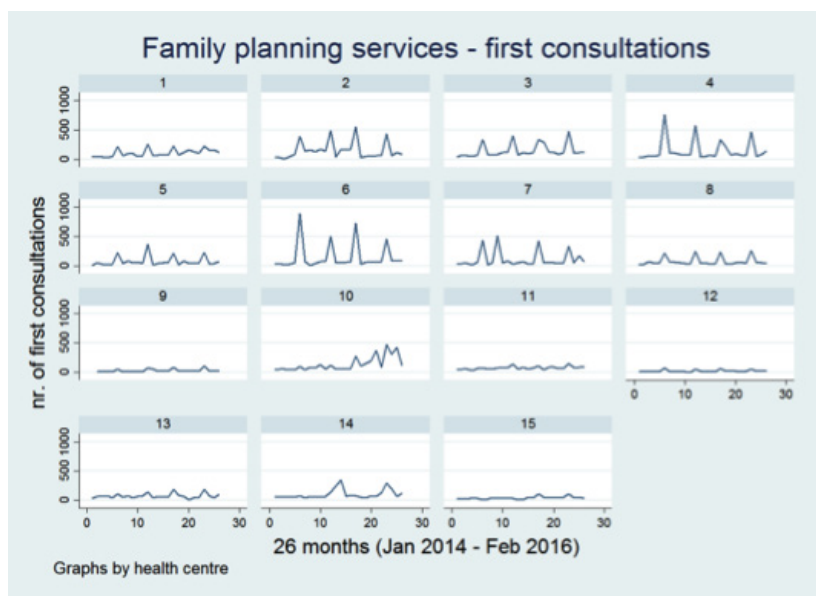 Family planning services - first consultations
1 2 3 4
0 500 1000
5 6 7 8
0 500 1000
9 10 11 12
0 500 1000
0 10 20 30
13 14 15
0 500 1000
0 10 20 30 0 10 20 30 0 10 20 30
nr. of first consultations
26 months (Jan 2014 - Feb 2016)
Graphs by health centre